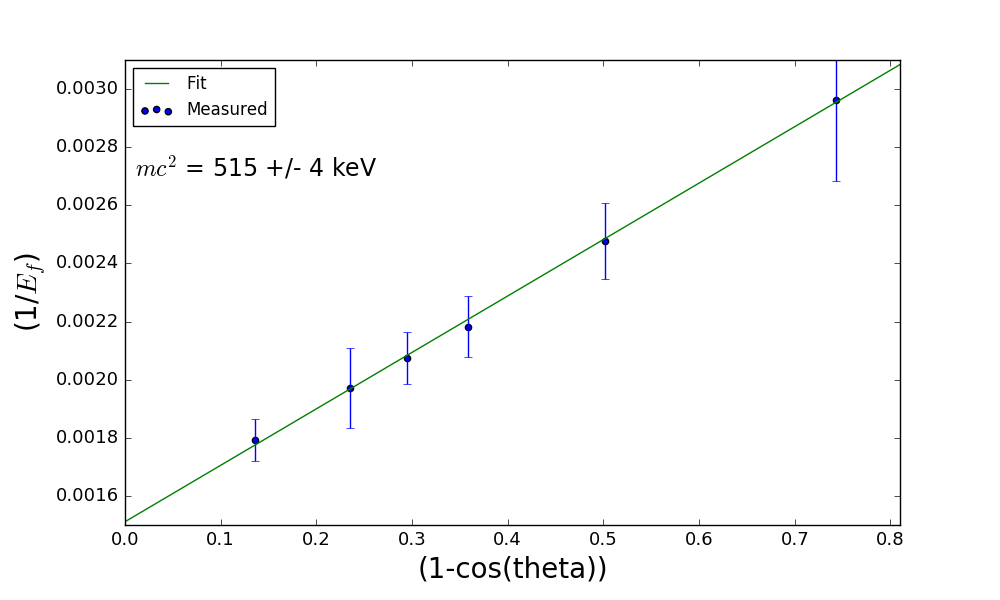 Fit
Measured
mc² = 515 +/- 4 keV
0.0030
0.0028
0.0026
0.0024
0.0022
0.0020
0.0018
0.0016
(1/E_f)
0.0 0.1 0.2 0.3 0.4 0.5 0.6 0.7 0.8
(1-cos(theta))